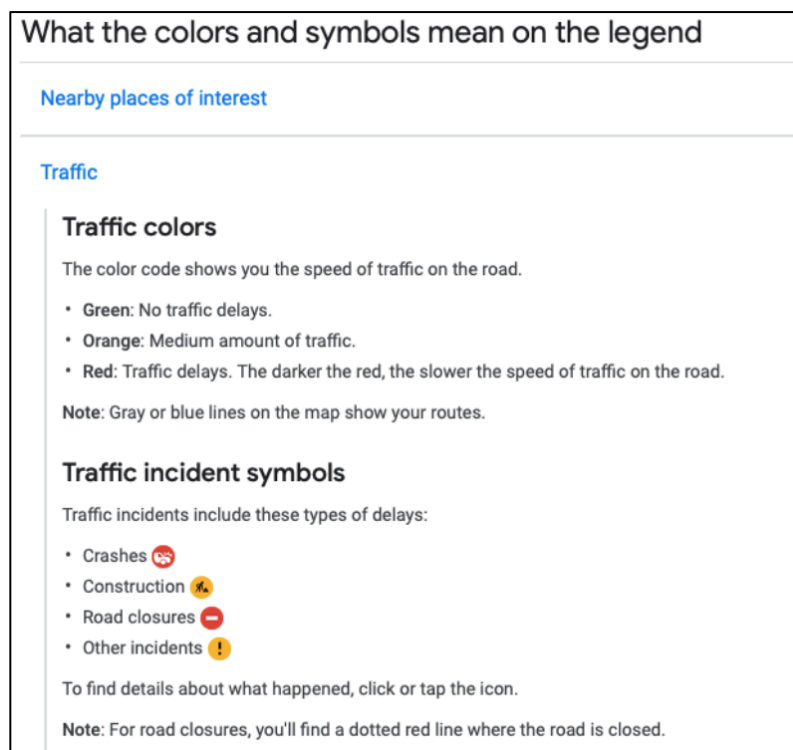 What the colors and symbols mean on the legend
Nearby places of interest
Traffic
Traffic colors
The color code shows you the speed of traffic on the road.
• Green: No traffic delays.
• Orange: Medium amount of traffic.
• Red: Traffic delays. The darker the red, the slower the speed of traffic on the road.
Note: Gray or blue lines on the map show your routes.
Traffic incident symbols
Traffic incidents include these types of delays:
• Crashes
• Construction
• Road closures
• Other incidents
To find details about what happened, click or tap the icon.
Note: For road closures, you'll find a dotted red line where the road is closed.